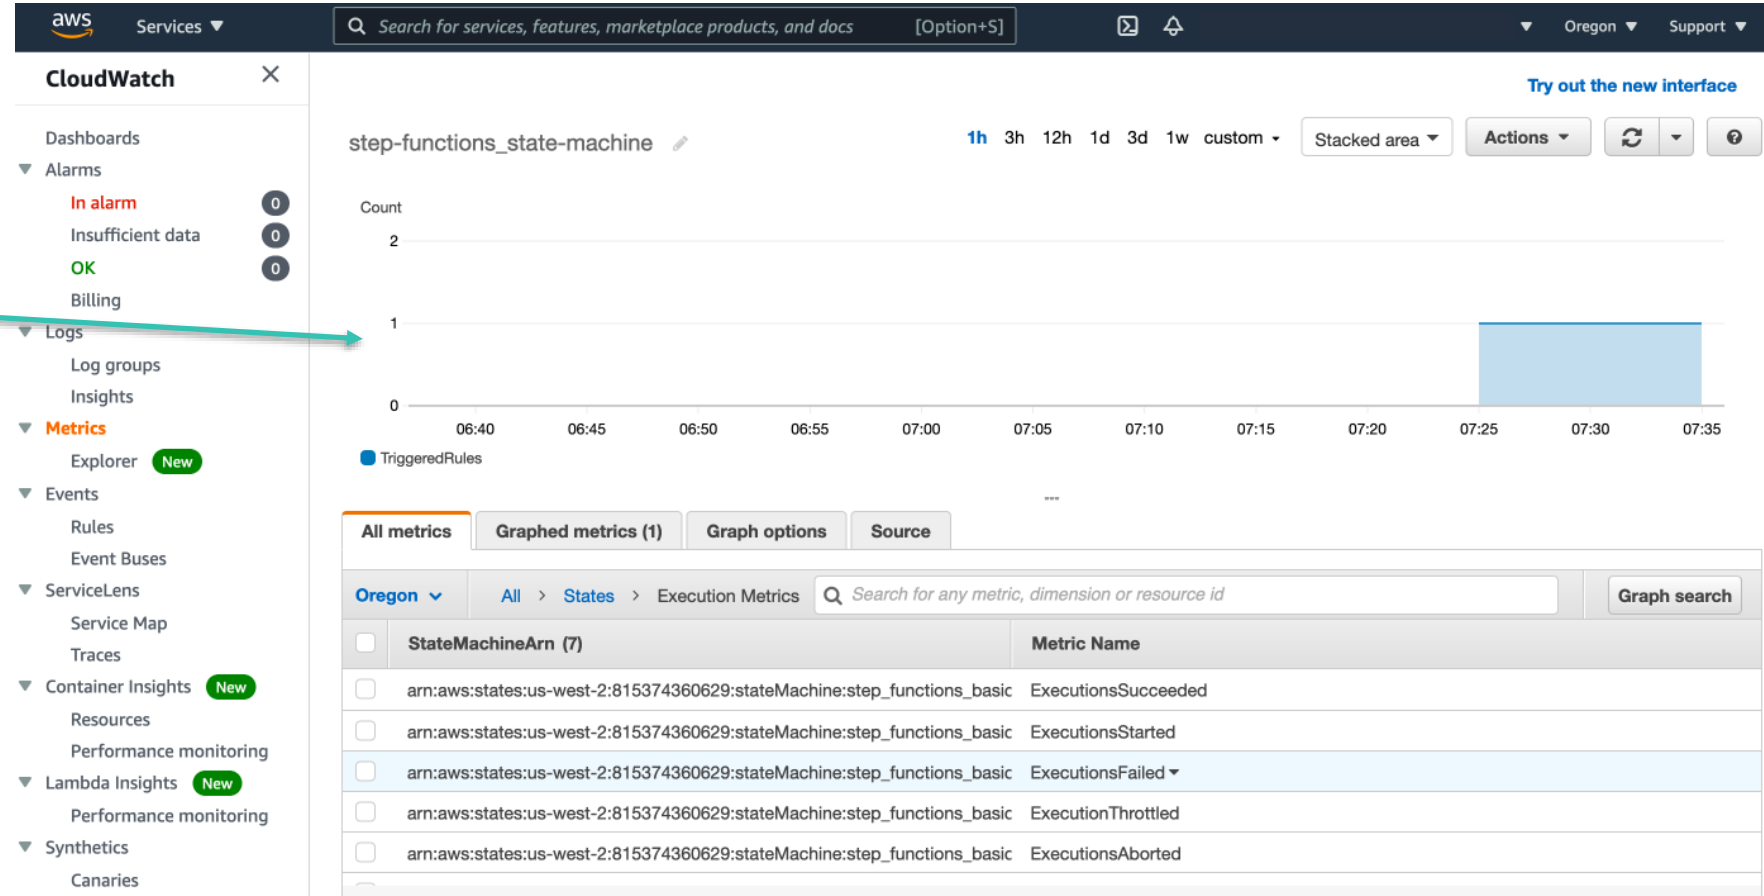 aws Services Search for services, features, marketplace products, and docs [Option+S] Oregon Support
CloudWatch
Try out the new interface
Dashboards
Alarms
In alarm 0
Insufficient data 0
OK 0
Billing
Logs
Log groups
Insights
Metrics
Explorer New
Events
Rules
Event Buses
ServiceLens
Service Map
Traces
Container Insights New
Resources
Performance monitoring
Lambda Insights New
Performance monitoring
Synthetics
Canaries
step-functions_state-machine 1h 3h 12h 1d 3d 1w custom Stacked area Actions
Count
2
1
0
06:40 06:45 06:50 06:55 07:00 07:05 07:10 07:15 07:20 07:25 07:30 07:35
TriggeredRules
All metrics Graphed metrics (1) Graph options Source
Oregon All > States > Execution Metrics Search for any metric, dimension or resource id Graph search
StateMachineArn (7) Metric Name
arn:aws:states:us-west-2:815374360629:stateMachine:step_functions_basic ExecutionsSucceeded
arn:aws:states:us-west-2:815374360629:stateMachine:step_functions_basic ExecutionsStarted
arn:aws:states:us-west-2:815374360629:stateMachine:step_functions_basic ExecutionsFailed
arn:aws:states:us-west-2:815374360629:stateMachine:step_functions_basic ExecutionThrottled
arn:aws:states:us-west-2:815374360629:stateMachine:step_functions_basic ExecutionsAborted